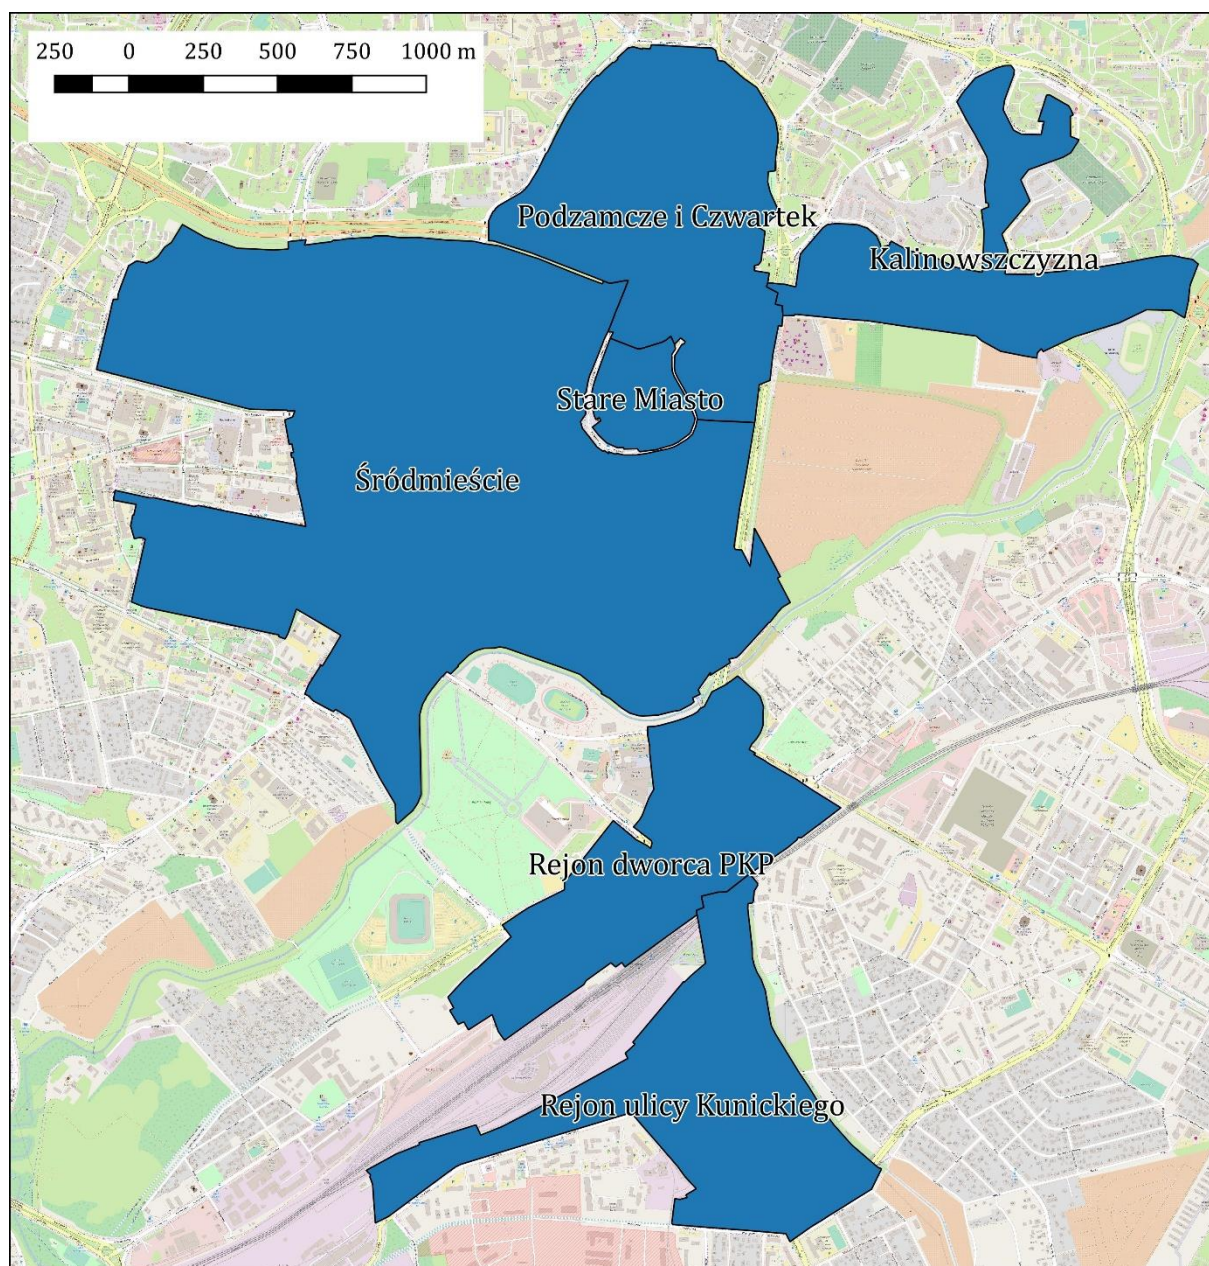 250 0 250 500 750 1000 m
Podzamcze i Czwartek
Kalinowszczyzna
Stare Miasto
Śródmieście
Rejon dworca PKP
Rejon ulicy Kunickiego